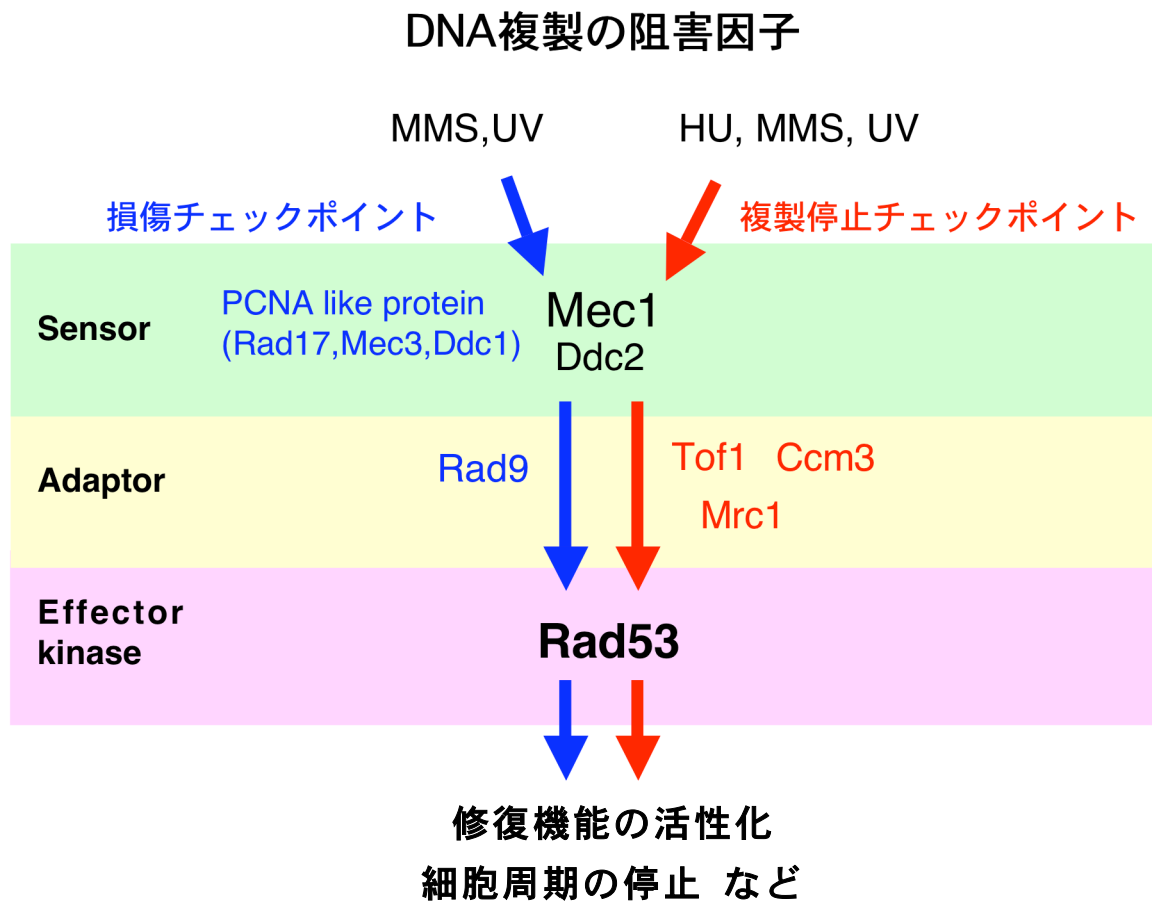 DNA複製の阻害因子
MMS,UV
HU, MMS, UV
損傷チェックポイント
複製停止チェックポイント
Sensor
PCNA like protein
(Rad17,Mec3,Ddc1)
Mec1
Ddc2
Adaptor
Rad9
Tof1 Ccm3
Mrc1
Effector
kinase
Rad53
修復機能の活性化
細胞周期の停止 など